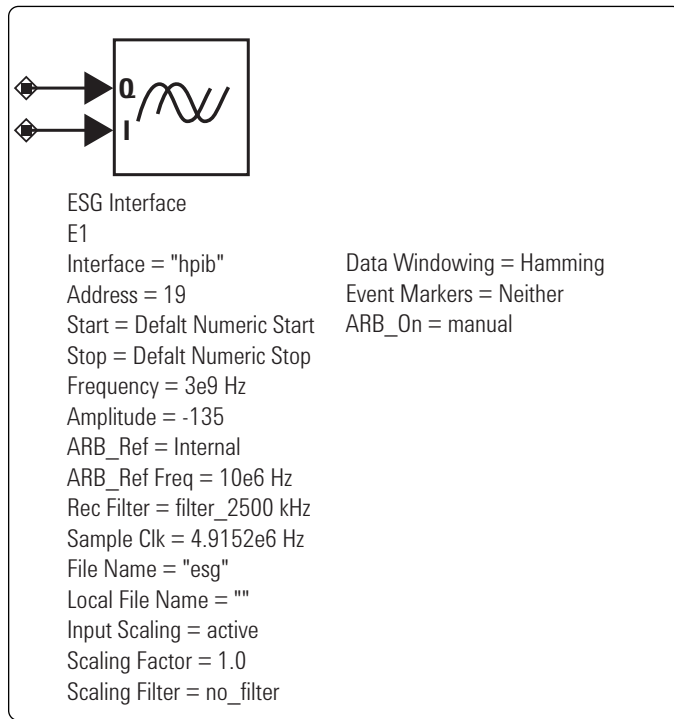 Q
I
ESG Interface
E1
Interface = "hpib"
Address = 19
Start = Defalt Numeric Start
Stop = Defalt Numeric Stop
Frequency = 3e9 Hz
Amplitude = -135
ARB_Ref = Internal
ARB_Ref Freq = 10e6 Hz
Rec Filter = filter_2500 kHz
Sample Clk = 4.9152e6 Hz
File Name = "esg"
Local File Name = ""
Input Scaling = active
Scaling Factor = 1.0
Scaling Filter = no_filter
Data Windowing = Hamming
Event Markers = Neither
ARB_On = manual